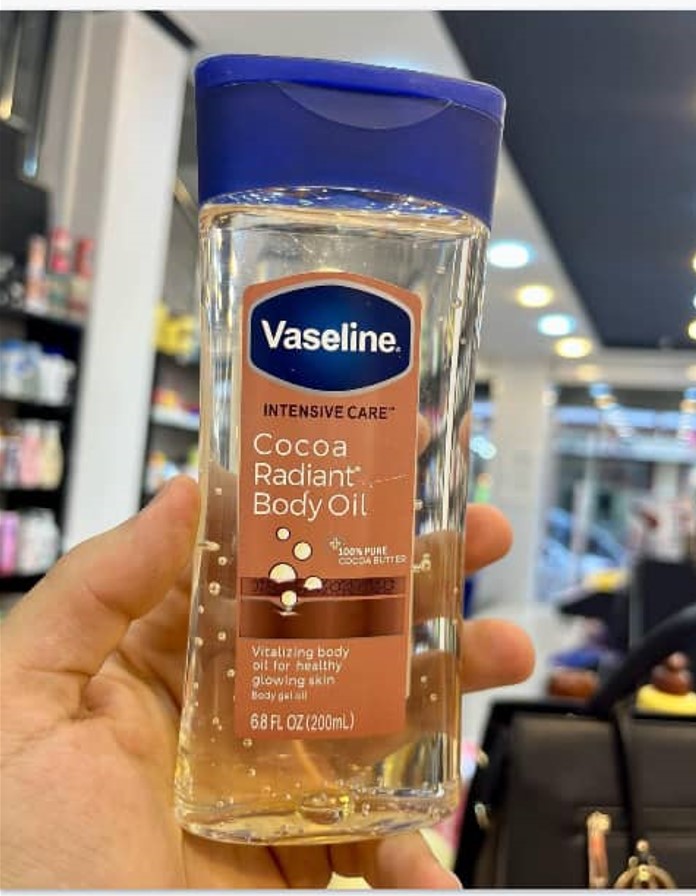 Vaseline.
INTENSIVE CARE™
Cocoa
Radiant®
Body Oil
100% PURE
COCOA BUTTER
Vitalizing body
oil for healthy
glowing skin
Body gel oil
6.8 FL OZ (200mL)